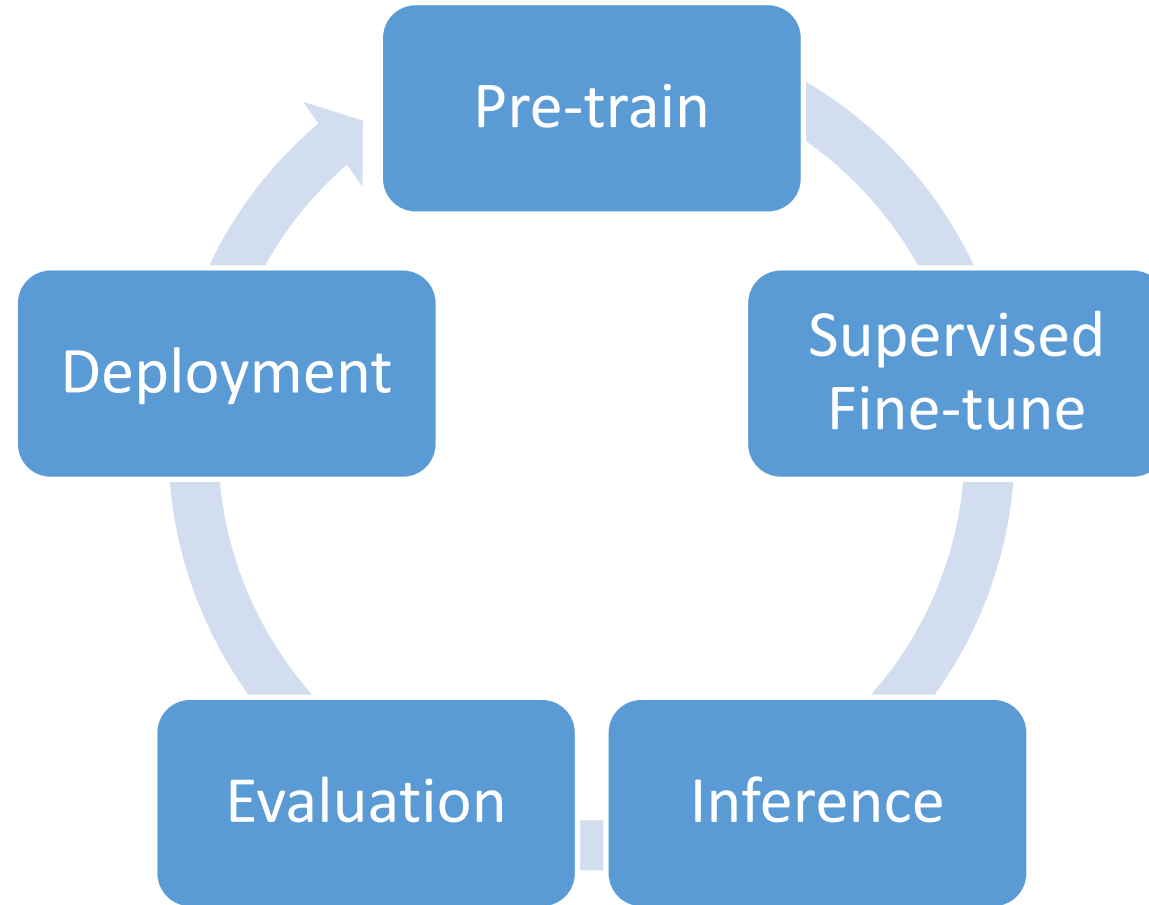 Pre-train
Supervised
Fine-tune
Inference
Evaluation
Deployment